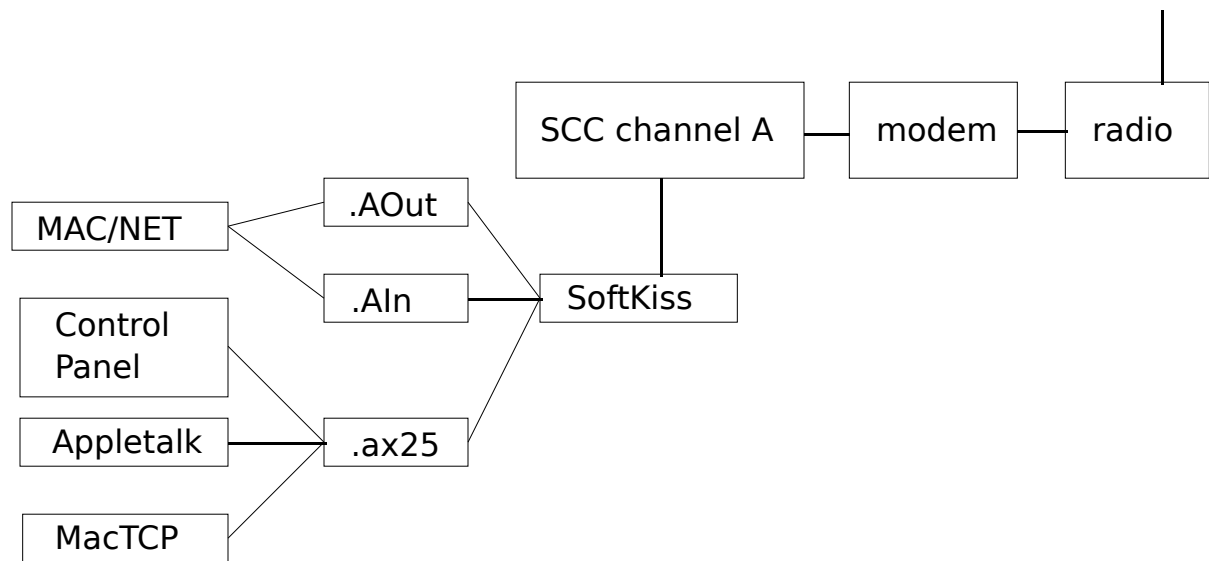 SCC channel A
modem
radio
.AOut
MAC/NET
.AIn
SoftKiss
Control
Panel
Appletalk
.ax25
MacTCP